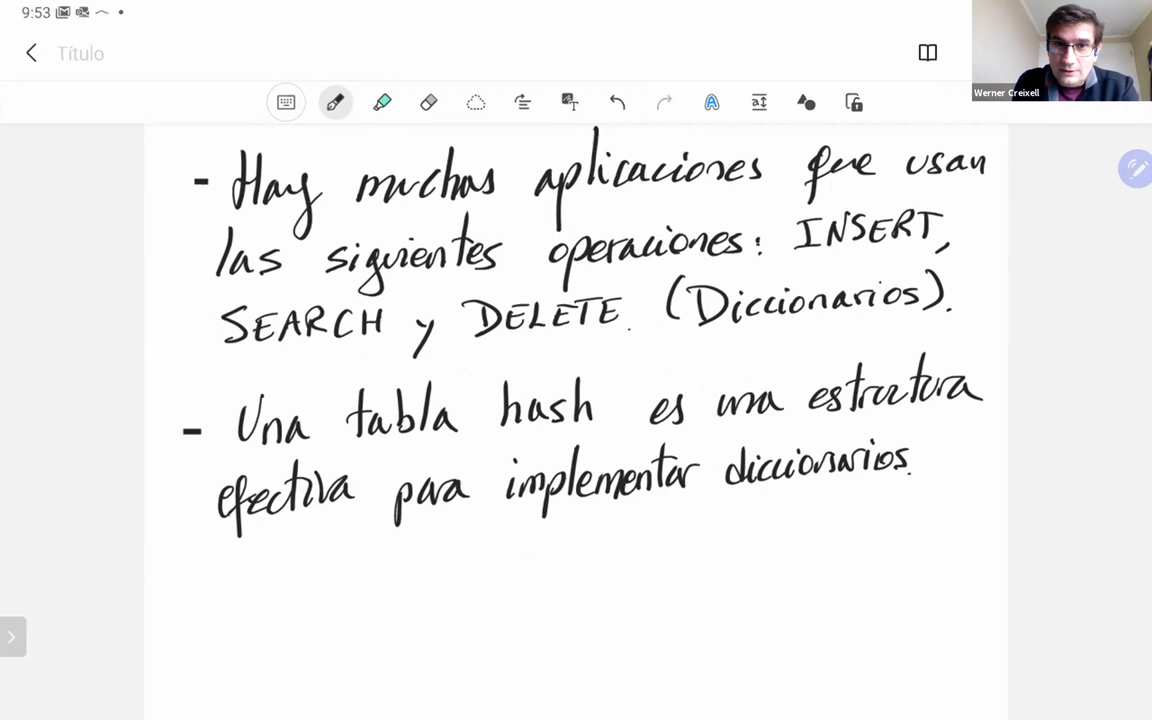 9:53
Título
Werner Creixell
- Hay muchas aplicaciones que usan
las siguientes operaciones: INSERT,
SEARCH y DELETE. (Diccionarios).
- Una tabla hash es una estructura
efectiva para implementar diccionarios.